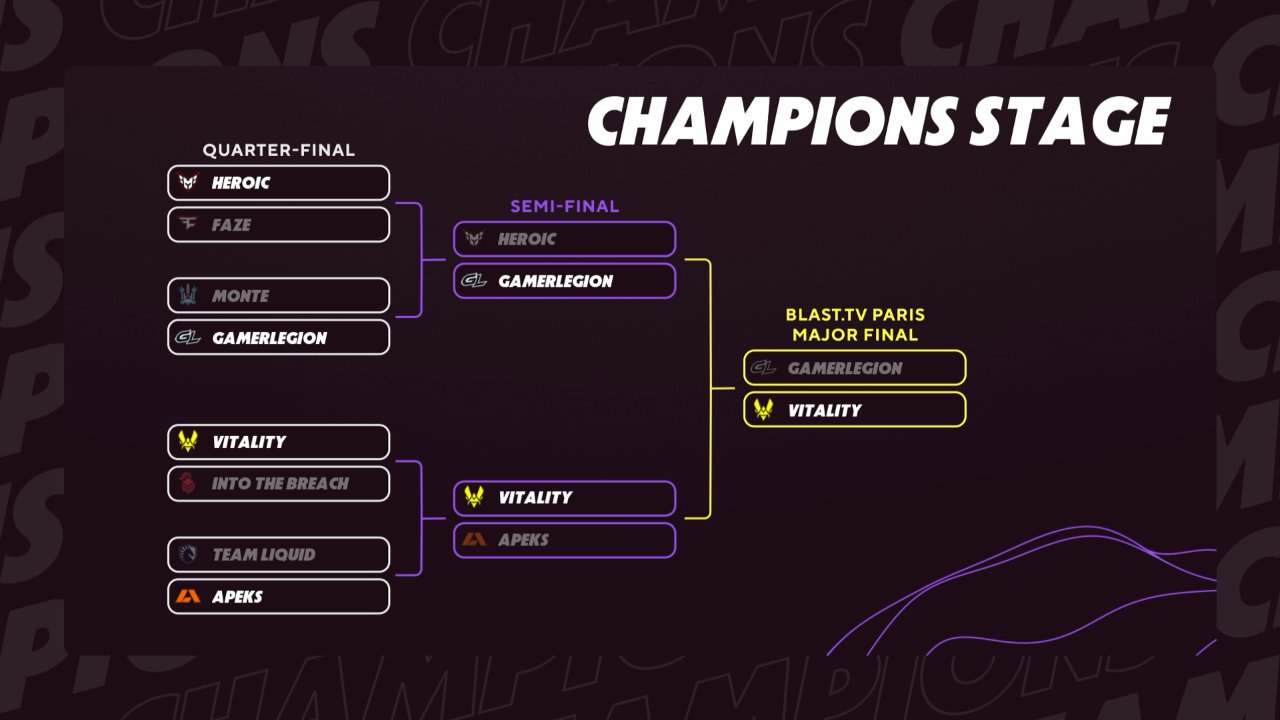 CHAMPIONS STAGE
QUARTER-FINAL
HEROIC
FAZE
MONTE
GAMERLEGION
VITALITY
INTO THE BREACH
TEAM LIQUID
APEKS
SEMI-FINAL
HEROIC
GAMERLEGION
VITALITY
APEKS
BLAST.TV PARIS
MAJOR FINAL
GAMERLEGION
VITALITY